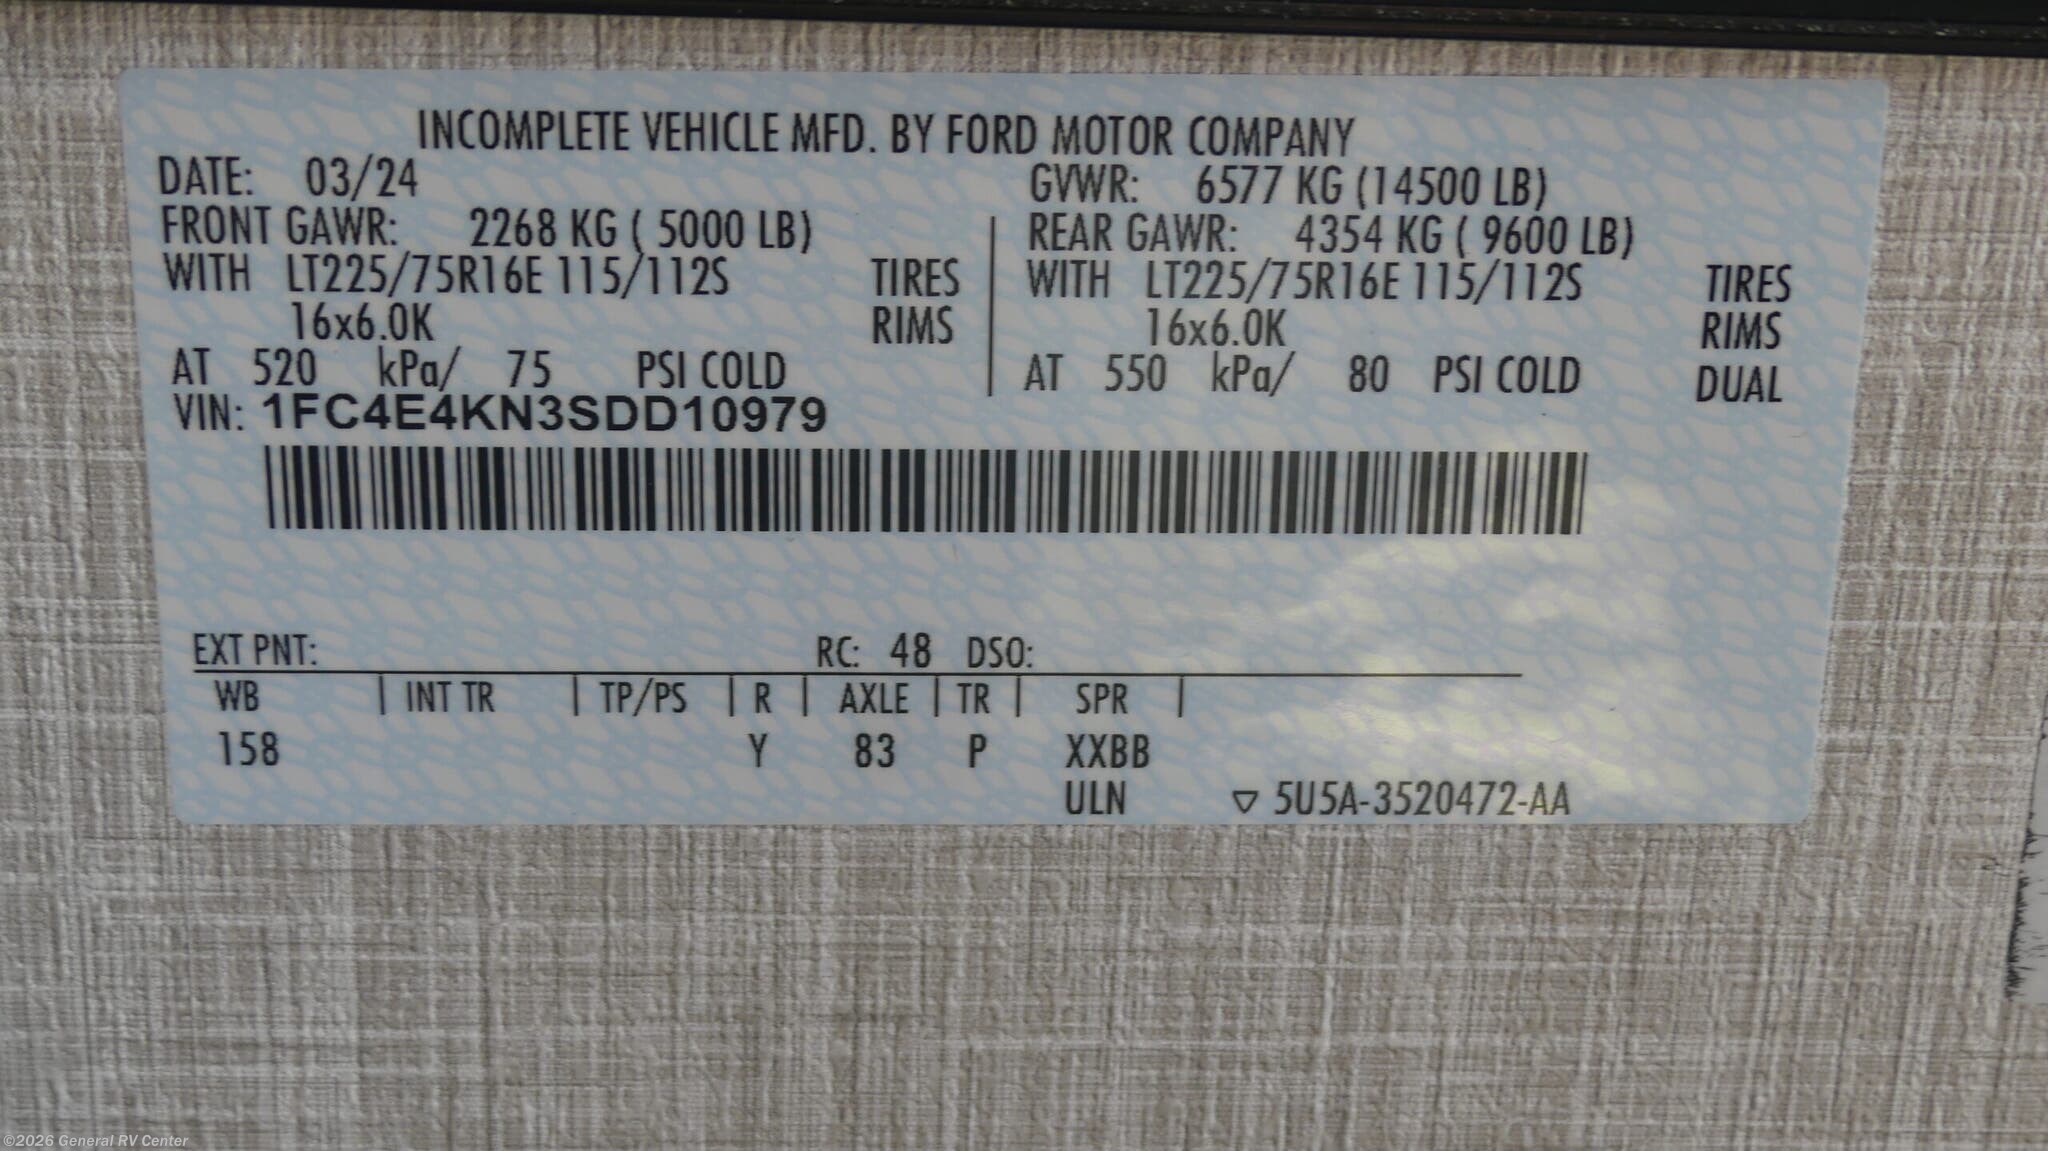 INCOMPLETE VEHICLE MFD. BY FORD MOTOR COMPANY
DATE: 03/24 GVWR: 6577 KG (14500 LB)
FRONT GAWR: 2268 KG ( 5000 LB) REAR GAWR: 4354 KG ( 9600 LB)
WITH LT225/75R16E 115/112S TIRES WITH LT225/75R16E 115/112S TIRES
16x6.0K RIMS 16x6.0K RIMS
AT 520 kPa/ 75 PSI COLD AT 550 kPa/ 80 PSI COLD DUAL
VIN: 1FC4E4KN3SDD10979
EXT PNT: RC: 48 DSO:
WB | INT TR | TP/PS | R | AXLE | TR | SPR |
158 Y 83 P XXBB
ULN ▽ 5U5A-3520472-AA
©2026 General RV Center